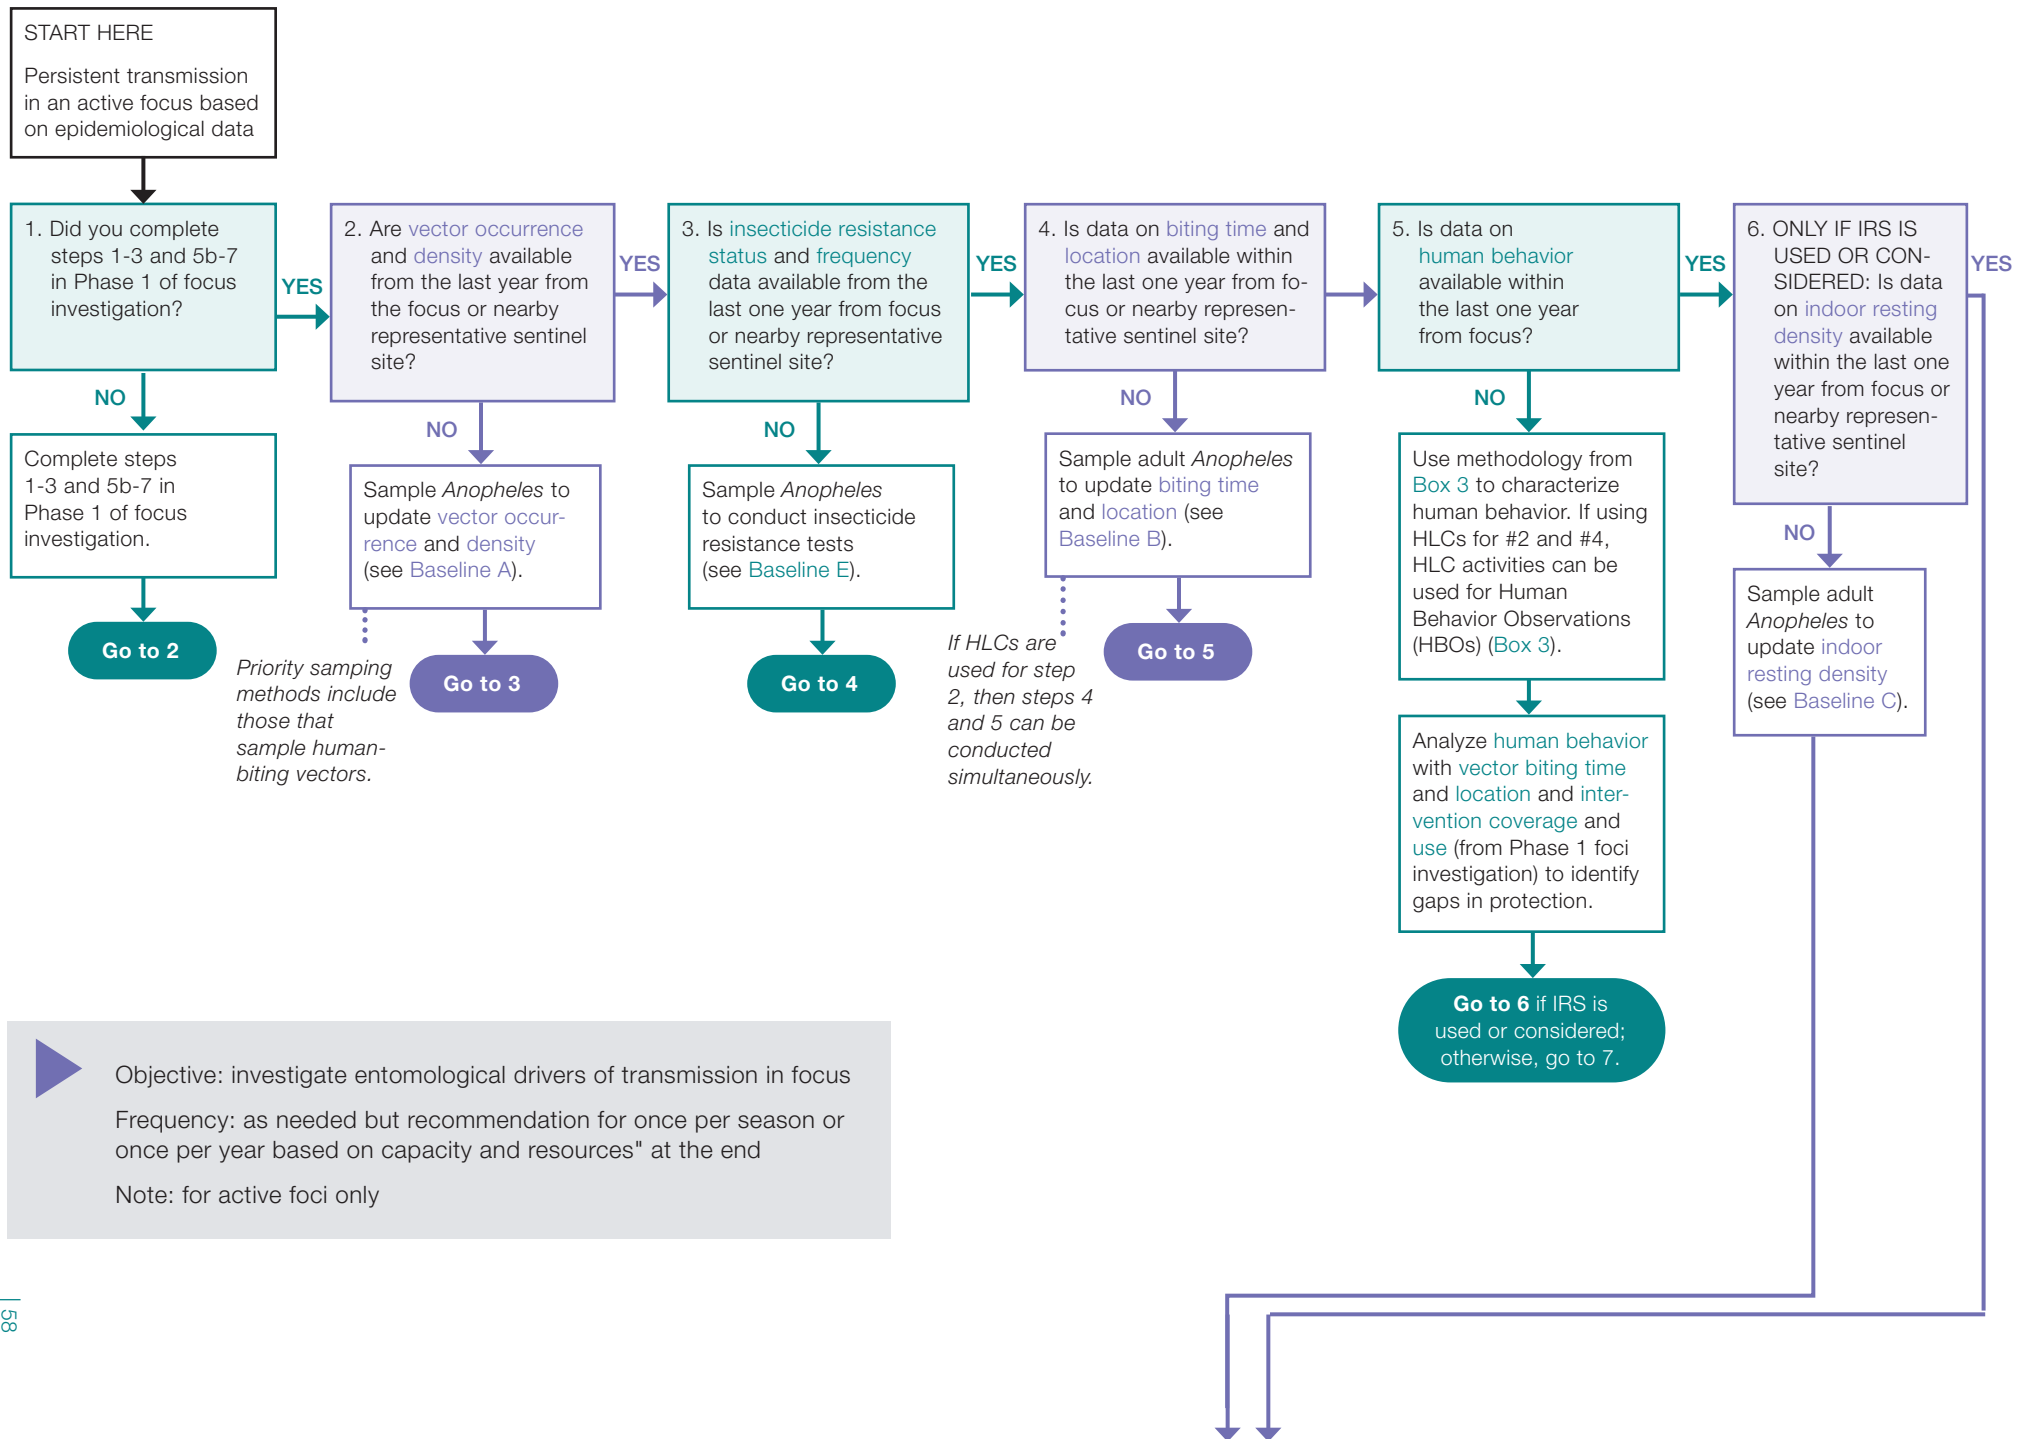 START HERE
Persistent transmission
in an active focus based
on epidemiological data
1. Did you complete
steps 1-3 and 5b-7
in Phase 1 of focus
investigation?
YES
NO
Complete steps
1-3 and 5b-7 in
Phase 1 of focus
investigation.
Go to 2
2. Are vector occurrence
and density available
from the last year from
the focus or nearby
representative sentinel
site?
YES
NO
Sample Anopheles to
update vector occur-
rence and density
(see Baseline A).
Priority samping
methods include
those that
sample human-
biting vectors.
Go to 3
3. Is insecticide resistance
status and frequency
data available from the
last one year from focus
or nearby representative
sentinel site?
YES
NO
Sample Anopheles
to conduct insecticide
resistance tests
(see Baseline E).
Go to 4
4. Is data on biting time and
location available within
the last one year from fo-
cus or nearby represen-
tative sentinel site?
NO
Sample adult Anopheles
to update biting time
and location (see
Baseline B).
If HLCs are
used for step
2, then steps 4
and 5 can be
conducted
simultaneously.
Go to 5
5. Is data on
human behavior
available within
the last one year
from focus?
YES
NO
Use methodology from
Box 3 to characterize
human behavior. If using
HLCs for #2 and #4,
HLC activities can be
used for Human
Behavior Observations
(HBOs) (Box 3).
Analyze human behavior
with vector biting time
and location and inter-
vention coverage and
use (from Phase 1 foci
investigation) to identify
gaps in protection.
Go to 6 if IRS is
used or considered;
otherwise, go to 7.
6. ONLY IF IRS IS
USED OR CON-
SIDERED: Is data
on indoor resting
density available
within the last one
year from focus or
nearby represen-
tative sentinel
site?
YES
NO
Sample adult
Anopheles to
update indoor
resting density
(see Baseline C).
Objective: investigate entomological drivers of transmission in focus
Frequency: as needed but recommendation for once per season or
once per year based on capacity and resources" at the end
Note: for active foci only
| 58